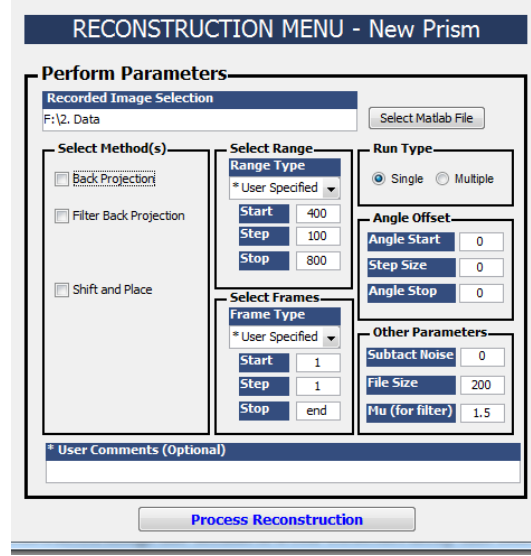 RECONSTRUCTION MENU - New Prism
Perform Parameters
Recorded Image Selection
F:\2. Data
Select Matlab File
Select Method(s)
Back Projection
Filter Back Projection
Shift and Place
Select Range
Range Type
* User Specified
Start 400
Step 100
Stop 800
Select Frames
Frame Type
* User Specified
Start 1
Step 1
Stop end
Run Type
Single Multiple
Angle Offset
Angle Start 0
Step Size 0
Angle Stop 0
Other Parameters
Subtact Noise 0
File Size 200
Mu (for filter) 1.5
* User Comments (Optional)
Process Reconstruction